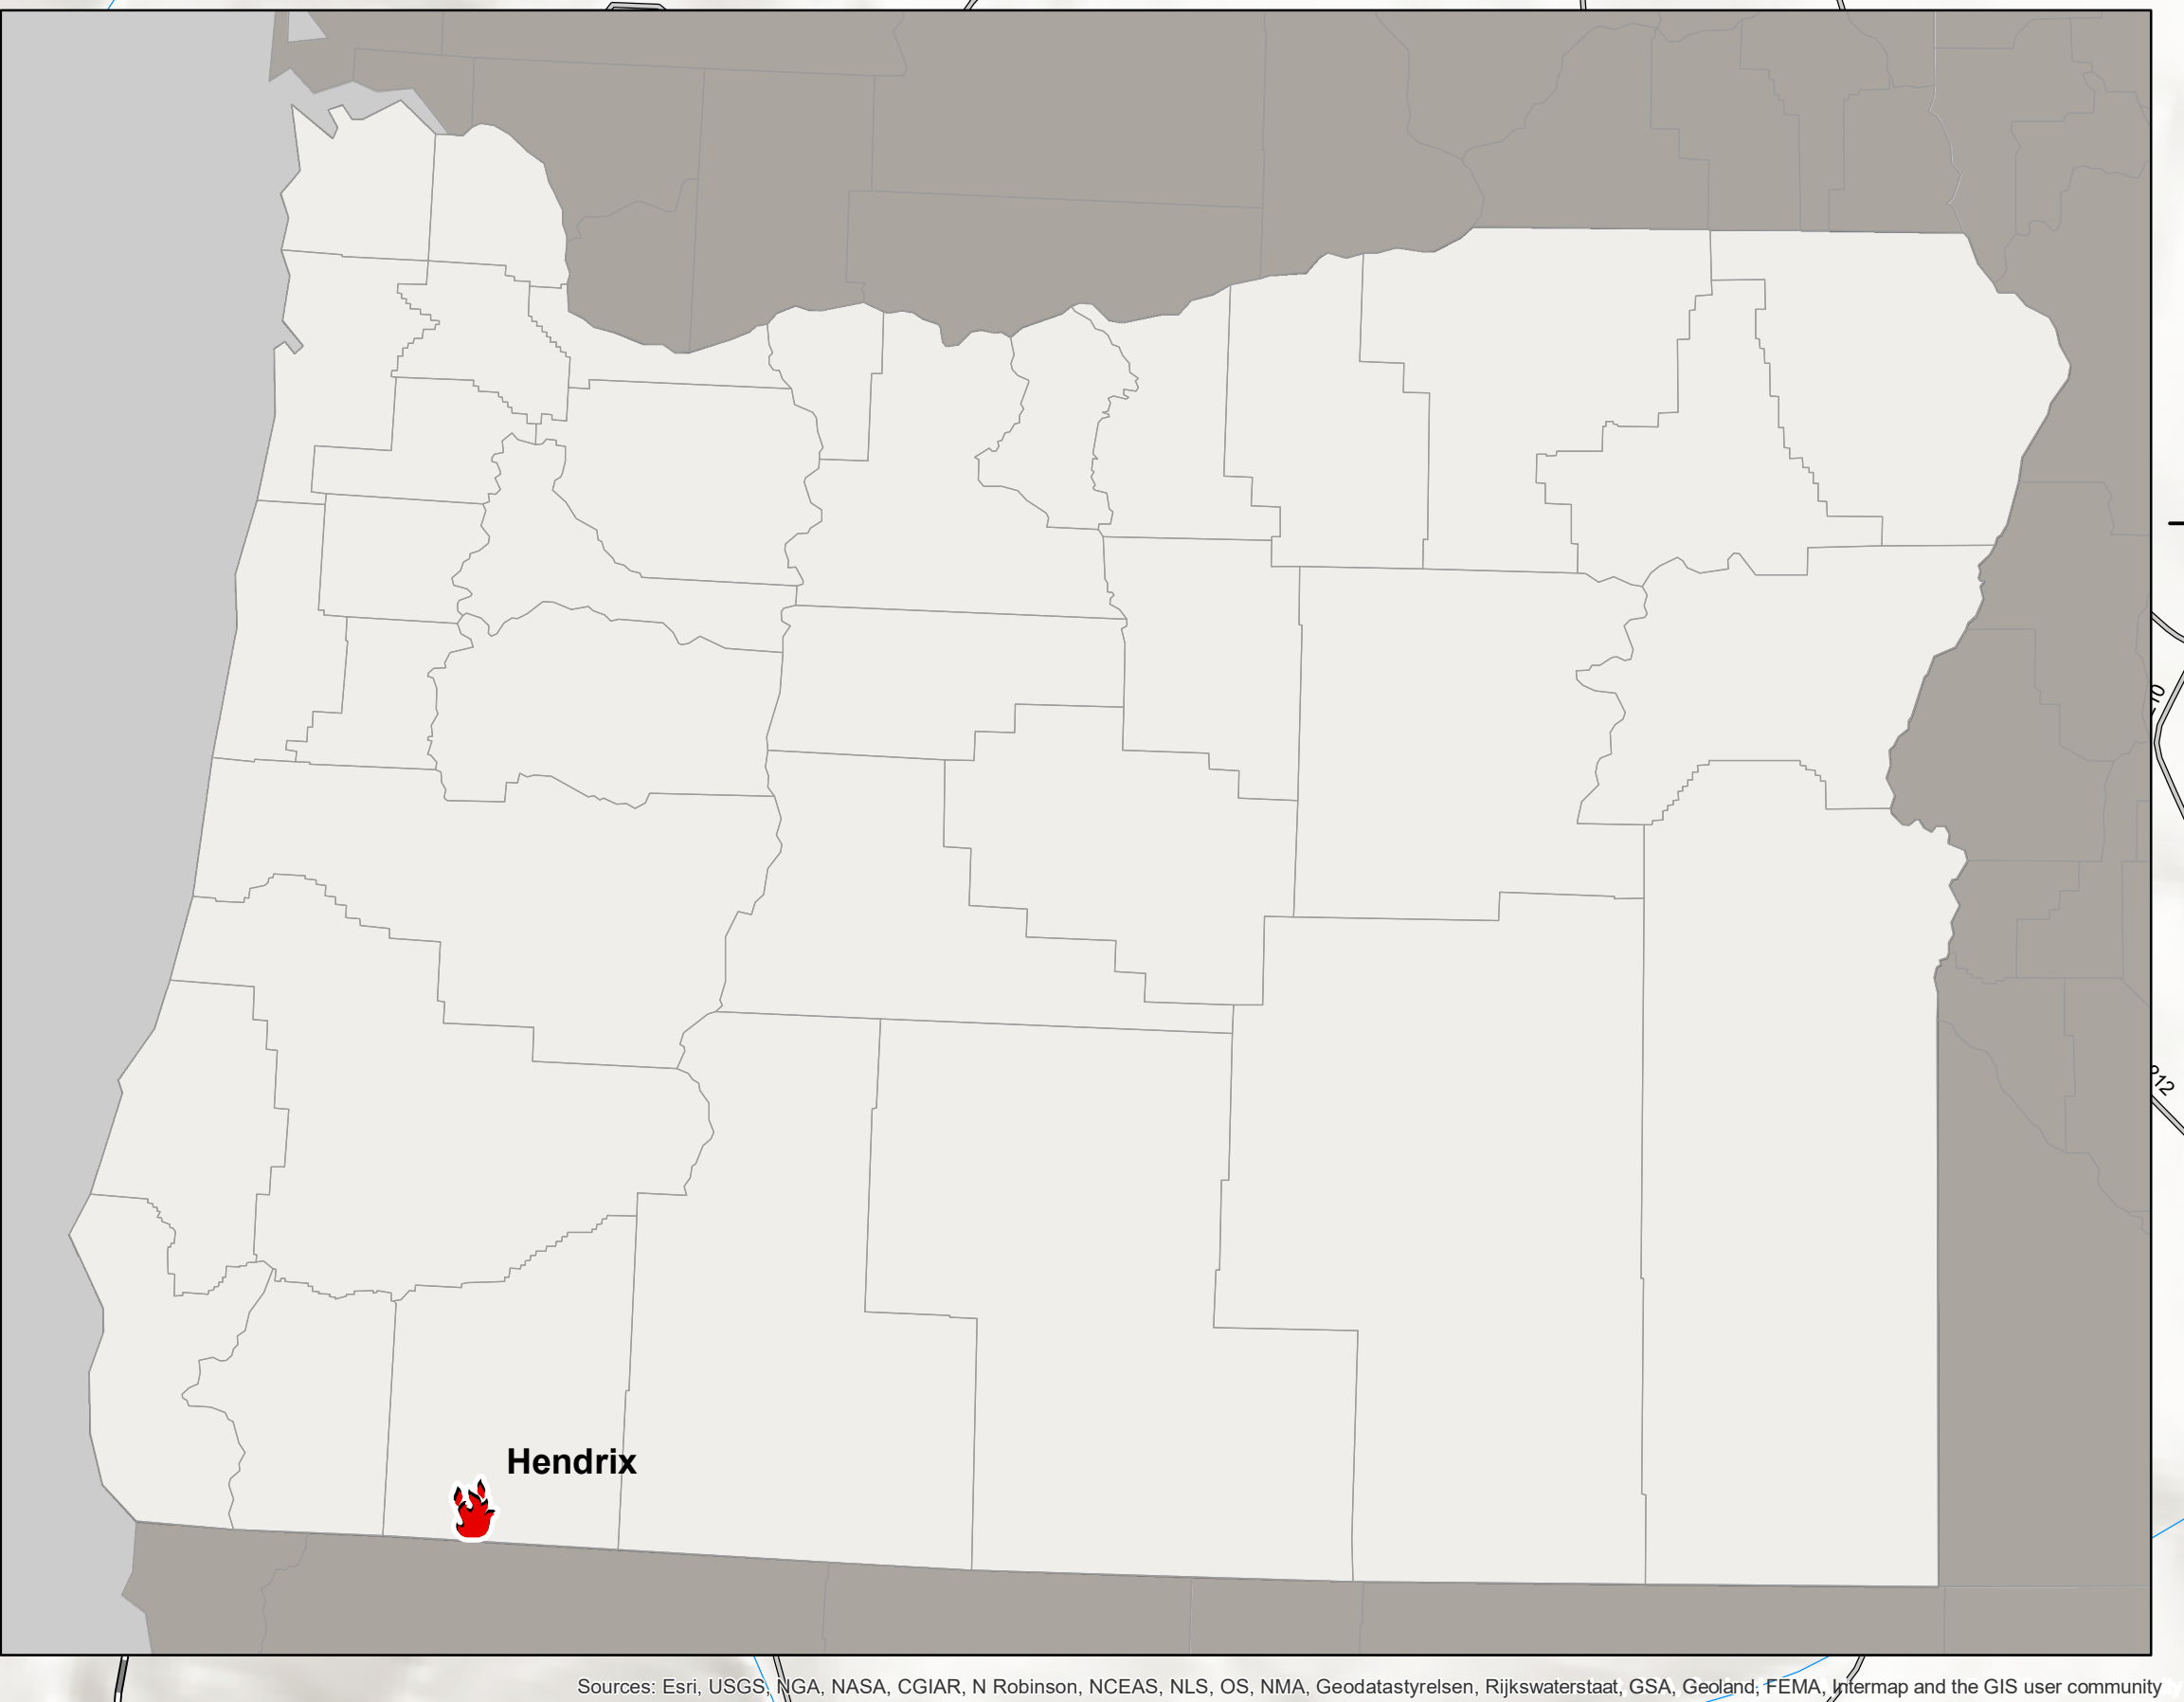 Hendrix
212
Sources: Esri, USGS, NGA, NASA, CGIAR, N Robinson, NCEAS, NLS, OS, NMA, Geodatastyrelsen, Rijkswaterstaat, GSA, Geoland, FEMA, Intermap and the GIS user community